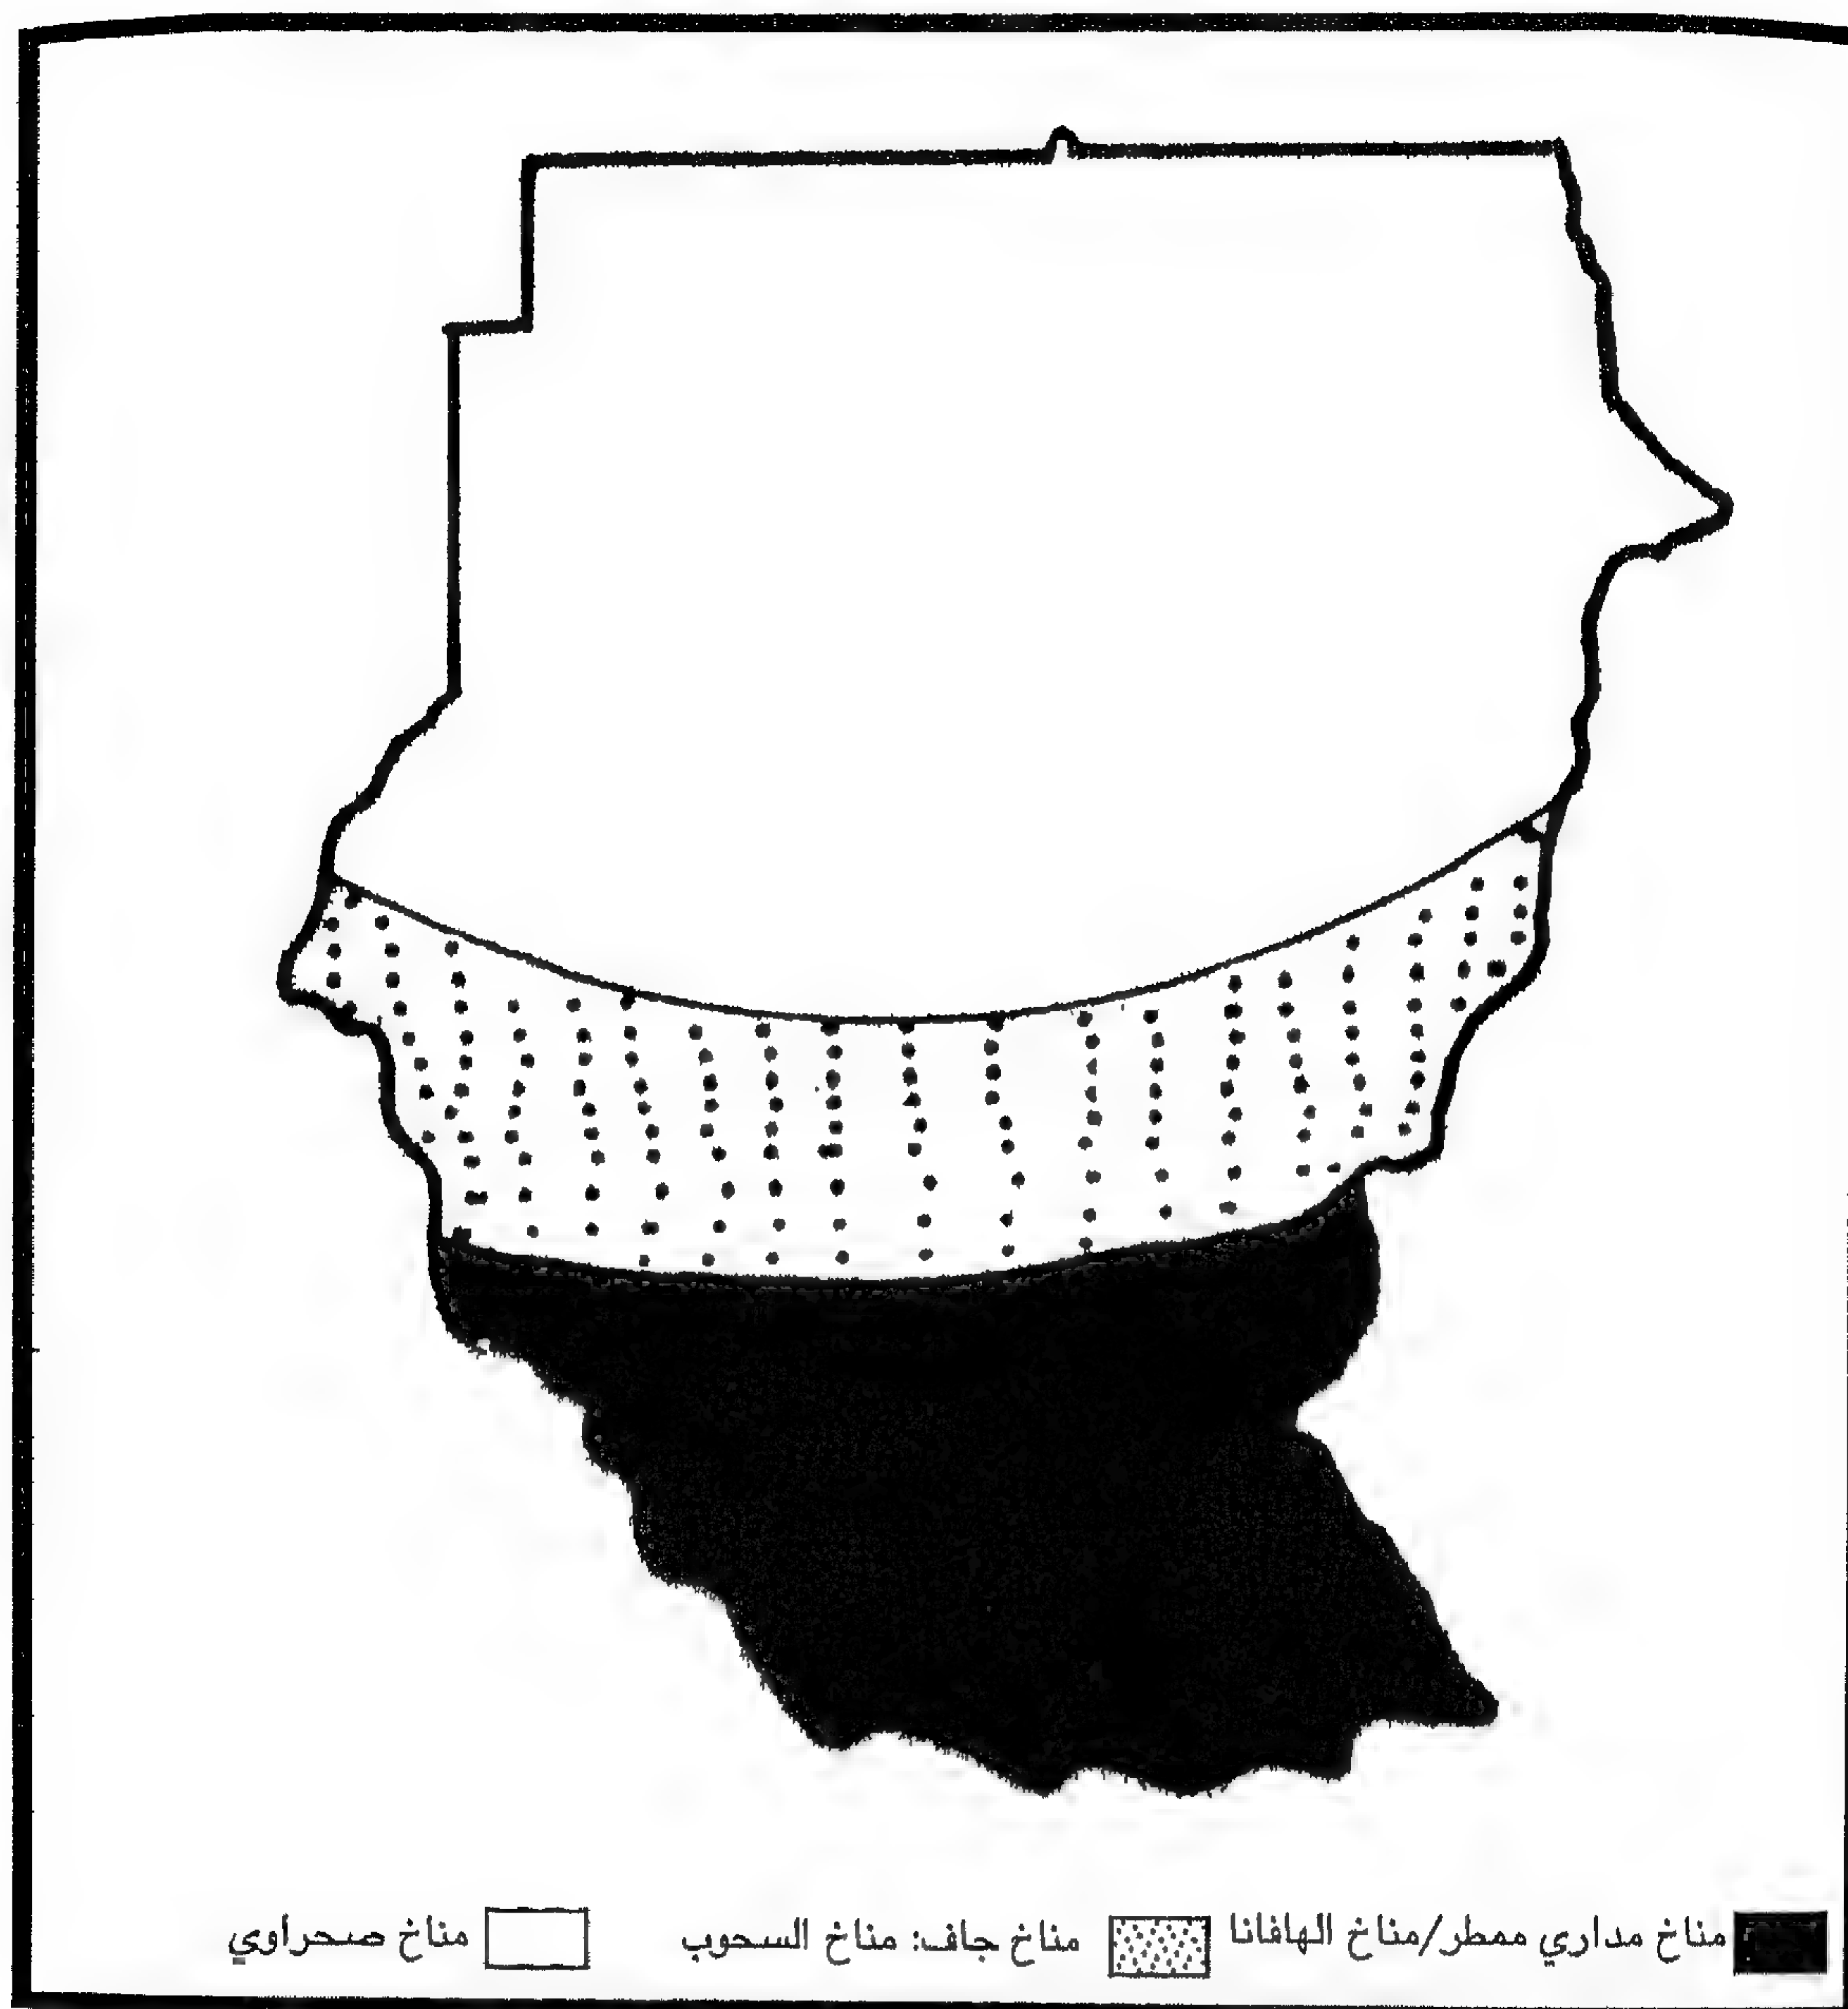 مناخ مداري ممطر/مناخ الهافانا مناخ جاف: مناخ السحوب مناخ صحراوي